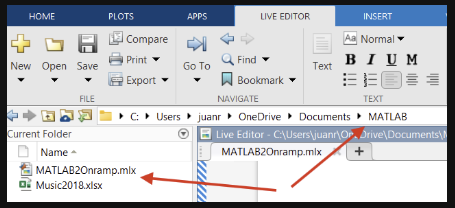 HOME PLOTS APPS LIVE EDITOR INSERT
New Open Save Compare Print Export
Go To Find Bookmark
Text Normal
B I U M
FILE NAVIGATE TEXT
C: Users juanr OneDrive Documents MATLAB
Current Folder
Live Editor - C:\Users\juanr\OneDrive\Documents\M
Name
MATLAB2Onramp.mlx
MATLAB2Onramp.mlx
Music2018.xlsx